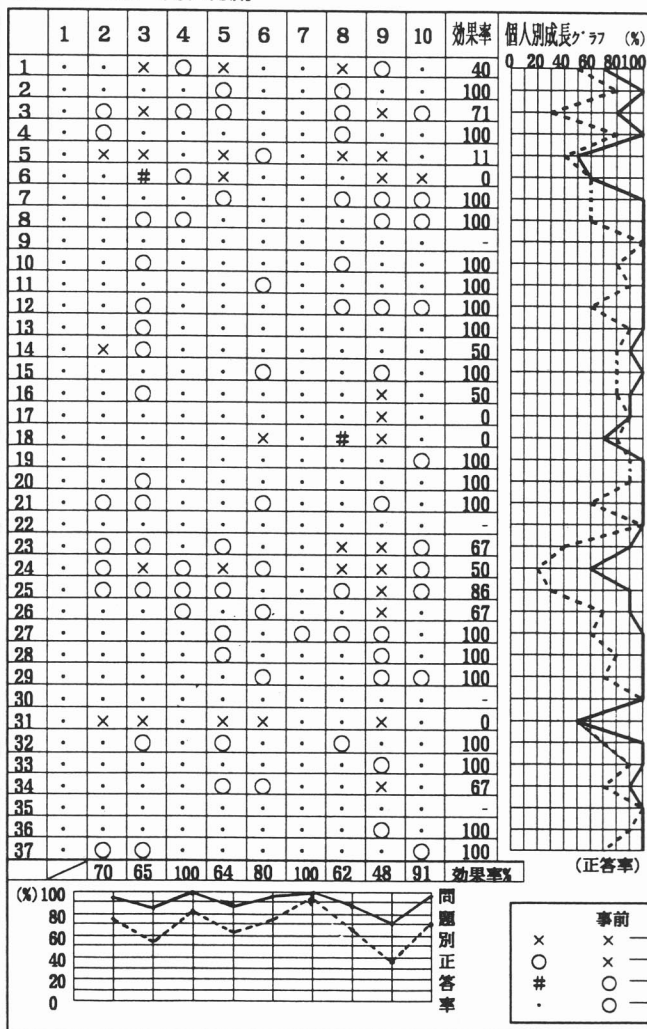 1 2 3 4 5 6 7 8 9 10 効果率 個人別成長グラフ (%)
0 20 40 60 80 100
1 · · × ○ × · · × ○ · 40
2 · · · · ○ · · ○ · · 100
3 · ○ × ○ ○ · · ○ × ○ 71
4 · ○ · · · · · ○ · · 100
5 · × × · × ○ · × × · 11
6 · · # ○ × · · · × × 0
7 · · · · ○ · · ○ ○ ○ 100
8 · · ○ ○ · · · · ○ ○ 100
9 · · · · · · · · · · -
10 · · ○ · · · · ○ · · 100
11 · · · · · ○ · · · · 100
12 · · ○ · · · · ○ ○ ○ 100
13 · · ○ · · · · · · · 100
14 · × ○ · · · · · · · 50
15 · · · · · ○ · · ○ · 100
16 · · ○ · · · · · × · 50
17 · · · · · · · · × · 0
18 · · · · · × · # × · 0
19 · · · · · · · · · ○ 100
20 · · ○ · · · · · · · 100
21 · ○ ○ · · ○ · · ○ · 100
22 · · · · · · · · · · -
23 · ○ ○ · ○ · · × × ○ 67
24 · ○ × ○ × ○ · × × ○ 50
25 · ○ ○ ○ ○ · · ○ × ○ 86
26 · · · ○ · ○ · · × · 67
27 · · · · ○ · ○ ○ ○ · 100
28 · · · · ○ · · · ○ · 100
29 · · · · · ○ · · ○ ○ 100
30 · · · · · · · · · · -
31 · × × · × × · · × · 0
32 · · ○ · ○ · · ○ · · 100
33 · · · · · · · · ○ · 100
34 · · · · ○ ○ · · × · 67
35 · · · · · · · · · · -
36 · · · · · · · · ○ · 100
37 · ○ ○ · · · · · · ○ 100
70 65 100 64 80 100 62 48 91 効果率%
(正答率)
(%) 100
80
60
40
20
0
問題別正答率
事前
× × —
○ × —
# ○ —
· ○ —